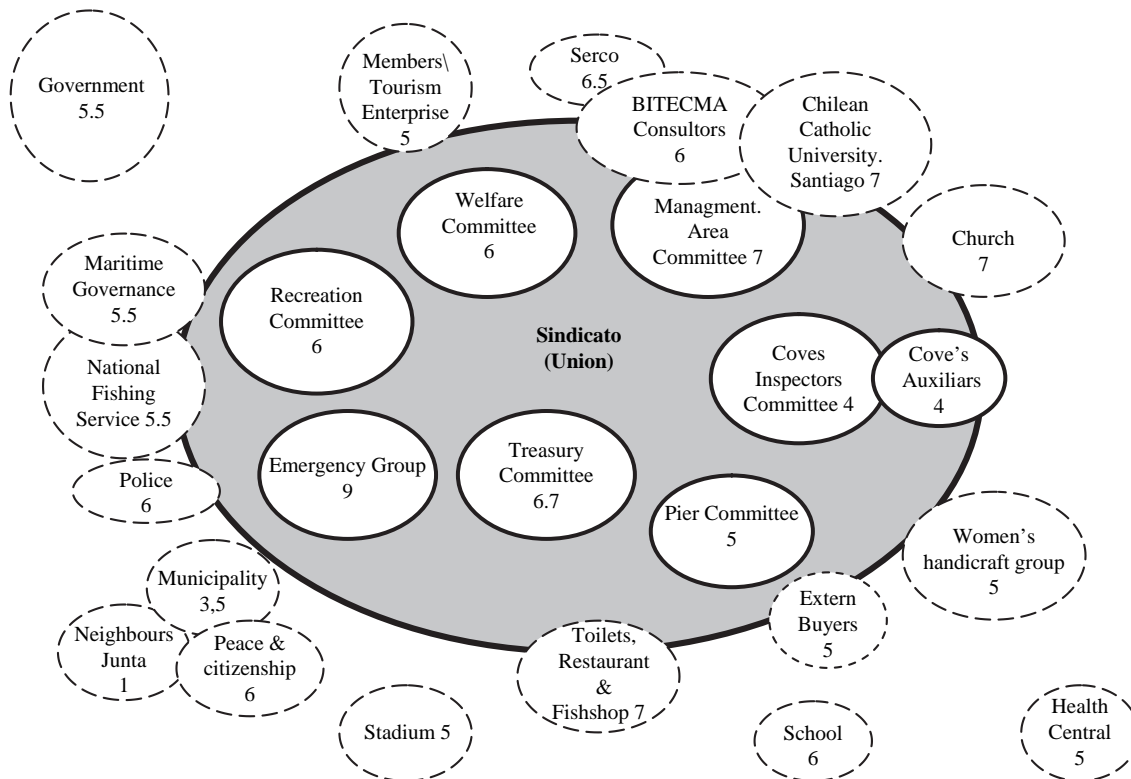 Government
5.5
Members\
Tourism
Enterprise
5
Serco
6.5
BITECMA
Consultors
6
Chilean
Catholic
University.
Santiago 7
Welfare
Committee
6
Managment.
Area
Committee 7
Church
7
Maritime
Governance
5.5
Recreation
Committee
6
Sindicato
(Union)
National
Fishing
Service 5.5
Coves
Inspectors
Committee 4
Cove’s
Auxiliars
4
Police
6
Emergency Group
9
Treasury
Committee
6.7
Pier Committee
5
Women’s
handicraft group
5
Municipality
3,5
Neighbours
Junta
1
Peace &
citizenship
6
Toilets,
Restaurant
&
Fishshop 7
Extern
Buyers
5
Stadium 5
School
6
Health
Central
5